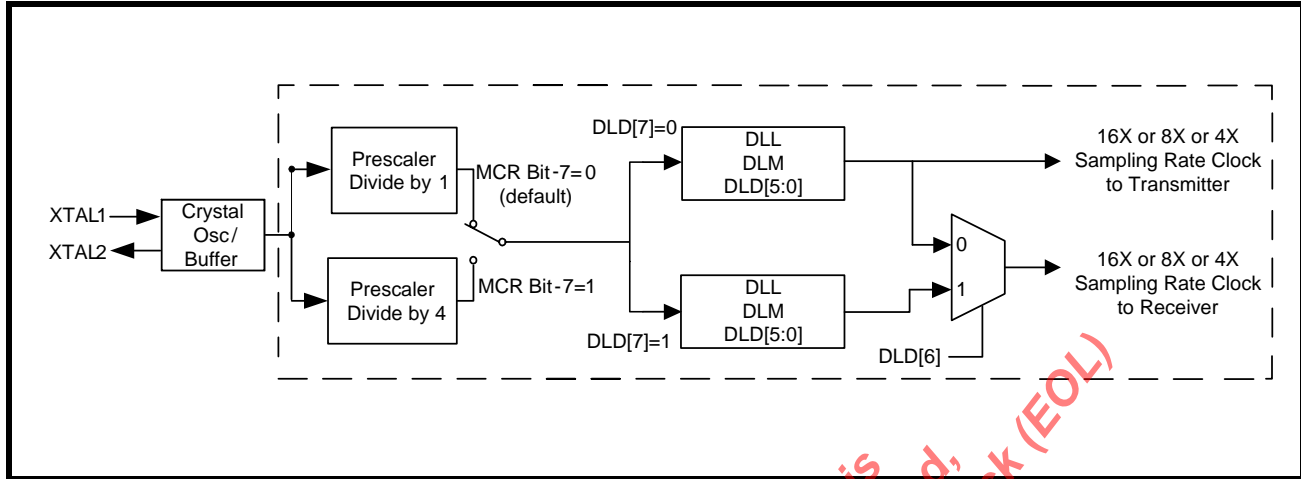 XTAL1
XTAL2
Crystal
Osc/
Buffer
Prescaler
Divide by 1
Prescaler
Divide by 4
MCR Bit-7=0
(default)
MCR Bit-7=1
DLD[7]=0
DLL
DLM
DLD[5:0]
DLD[7]=1
DLL
DLM
DLD[5:0]
0
1
DLD[6]
16X or 8X or 4X
Sampling Rate Clock
to Transmitter
16X or 8X or 4X
Sampling Rate Clock
to Receiver
is
d,
k (EOL)